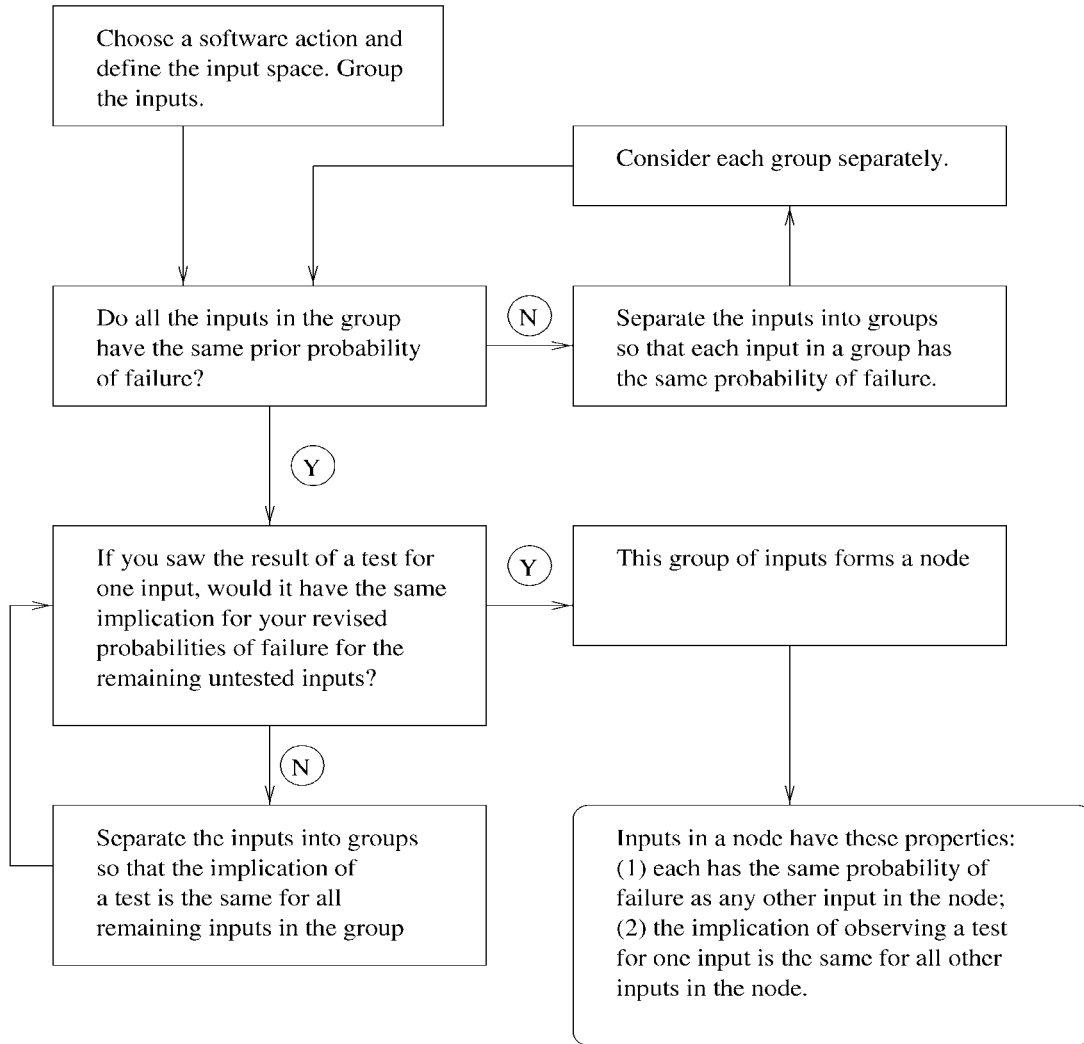 Choose a software action and
define the input space. Group
the inputs.
Consider each group separately.
Do all the inputs in the group
have the same prior probability
of failure?
N
Separate the inputs into groups
so that each input in a group has
the same probability of failure.
Y
If you saw the result of a test for
one input, would it have the same
implication for your revised
probabilities of failure for the
remaining untested inputs?
Y
This group of inputs forms a node
N
Separate the inputs into groups
so that the implication of
a test is the same for all
remaining inputs in the group
Inputs in a node have these properties:
(1) each has the same probability of
failure as any other input in the node;
(2) the implication of observing a test
for one input is the same for all other
inputs in the node.